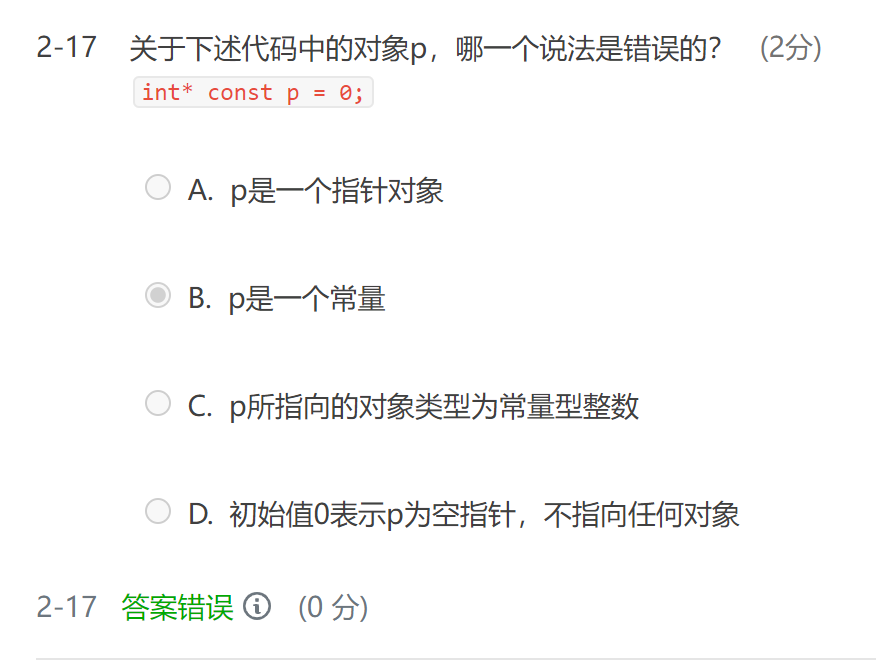 2-17 关于下述代码中的对象p，哪一个说法是错误的？ (2分)
int* const p = 0;
A. p是一个指针对象
B. p是一个常量
C. p所指向的对象类型为常量型整数
D. 初始值0表示p为空指针，不指向任何对象
2-17 答案错误 (0 分)